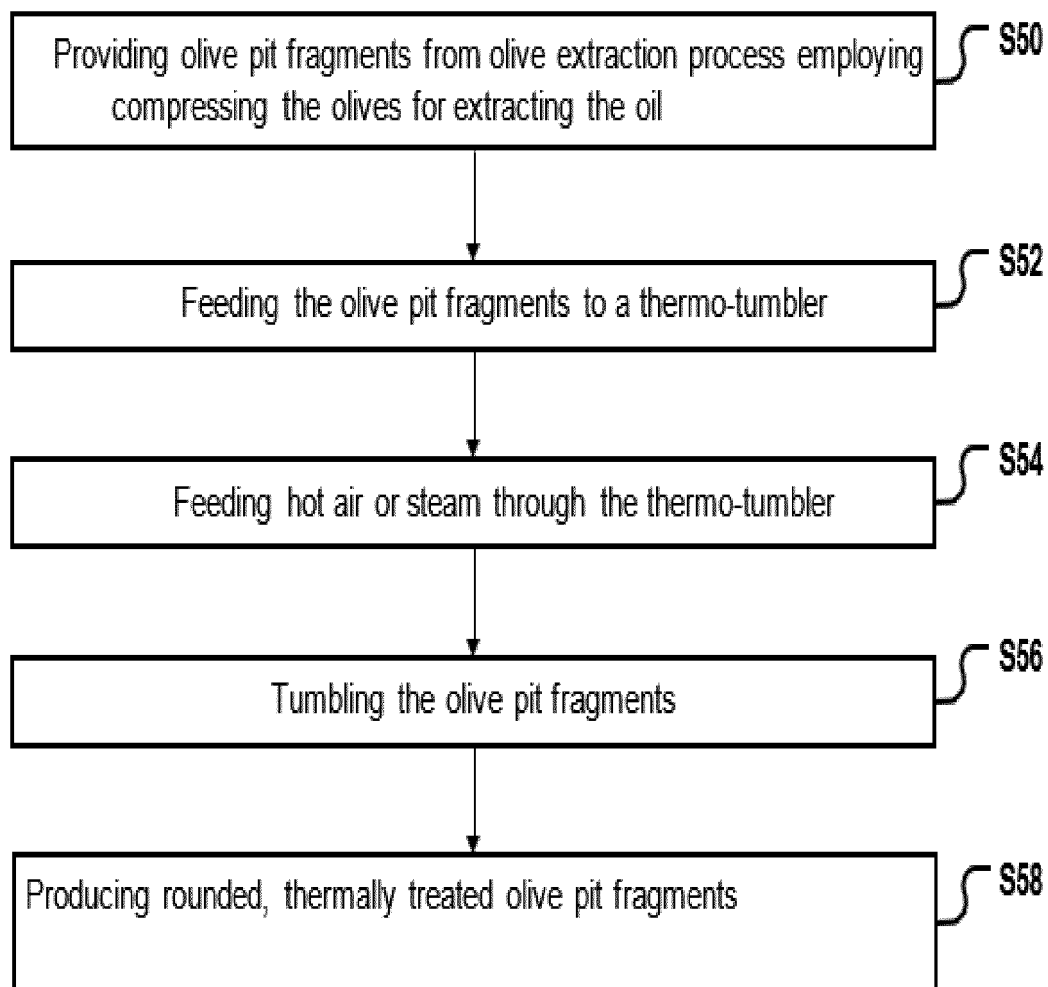 S50
Providing olive pit fragments from olive extraction process employing
compressing the olives for extracting the oil
S52
Feeding the olive pit fragments to a thermo-tumbler
S54
Feeding hot air or steam through the thermo-tumbler
S56
Tumbling the olive pit fragments
S58
Producing rounded, thermally treated olive pit fragments